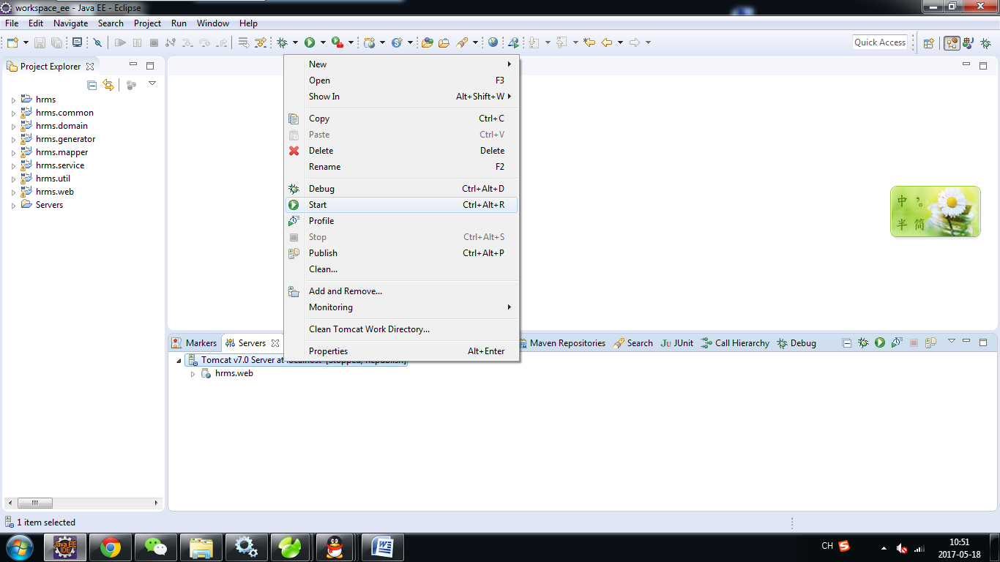 workspace_ee - Java EE - Eclipse
File Edit Navigate Search Project Run Window Help
Quick Access
Project Explorer
hrms
hrms.common
hrms.domain
hrms.generator
hrms.mapper
hrms.service
hrms.util
hrms.web
Servers
New
Open F3
Show In Alt+Shift+W
Copy Ctrl+C
Paste Ctrl+V
Delete Delete
Rename F2
Debug Ctrl+Alt+D
Start Ctrl+Alt+R
Profile
Stop Ctrl+Alt+S
Publish Ctrl+Alt+P
Clean...
Add and Remove...
Monitoring
Clean Tomcat Work Directory...
Properties Alt+Enter
中 ’。
半 简
Markers Servers Maven Repositories Search JUnit Call Hierarchy Debug
Tomcat v7.0 Server at localhost [Stopped, Republish]
hrms.web
1 item selected
Java EE
IDE
CH
10:51
2017-05-18